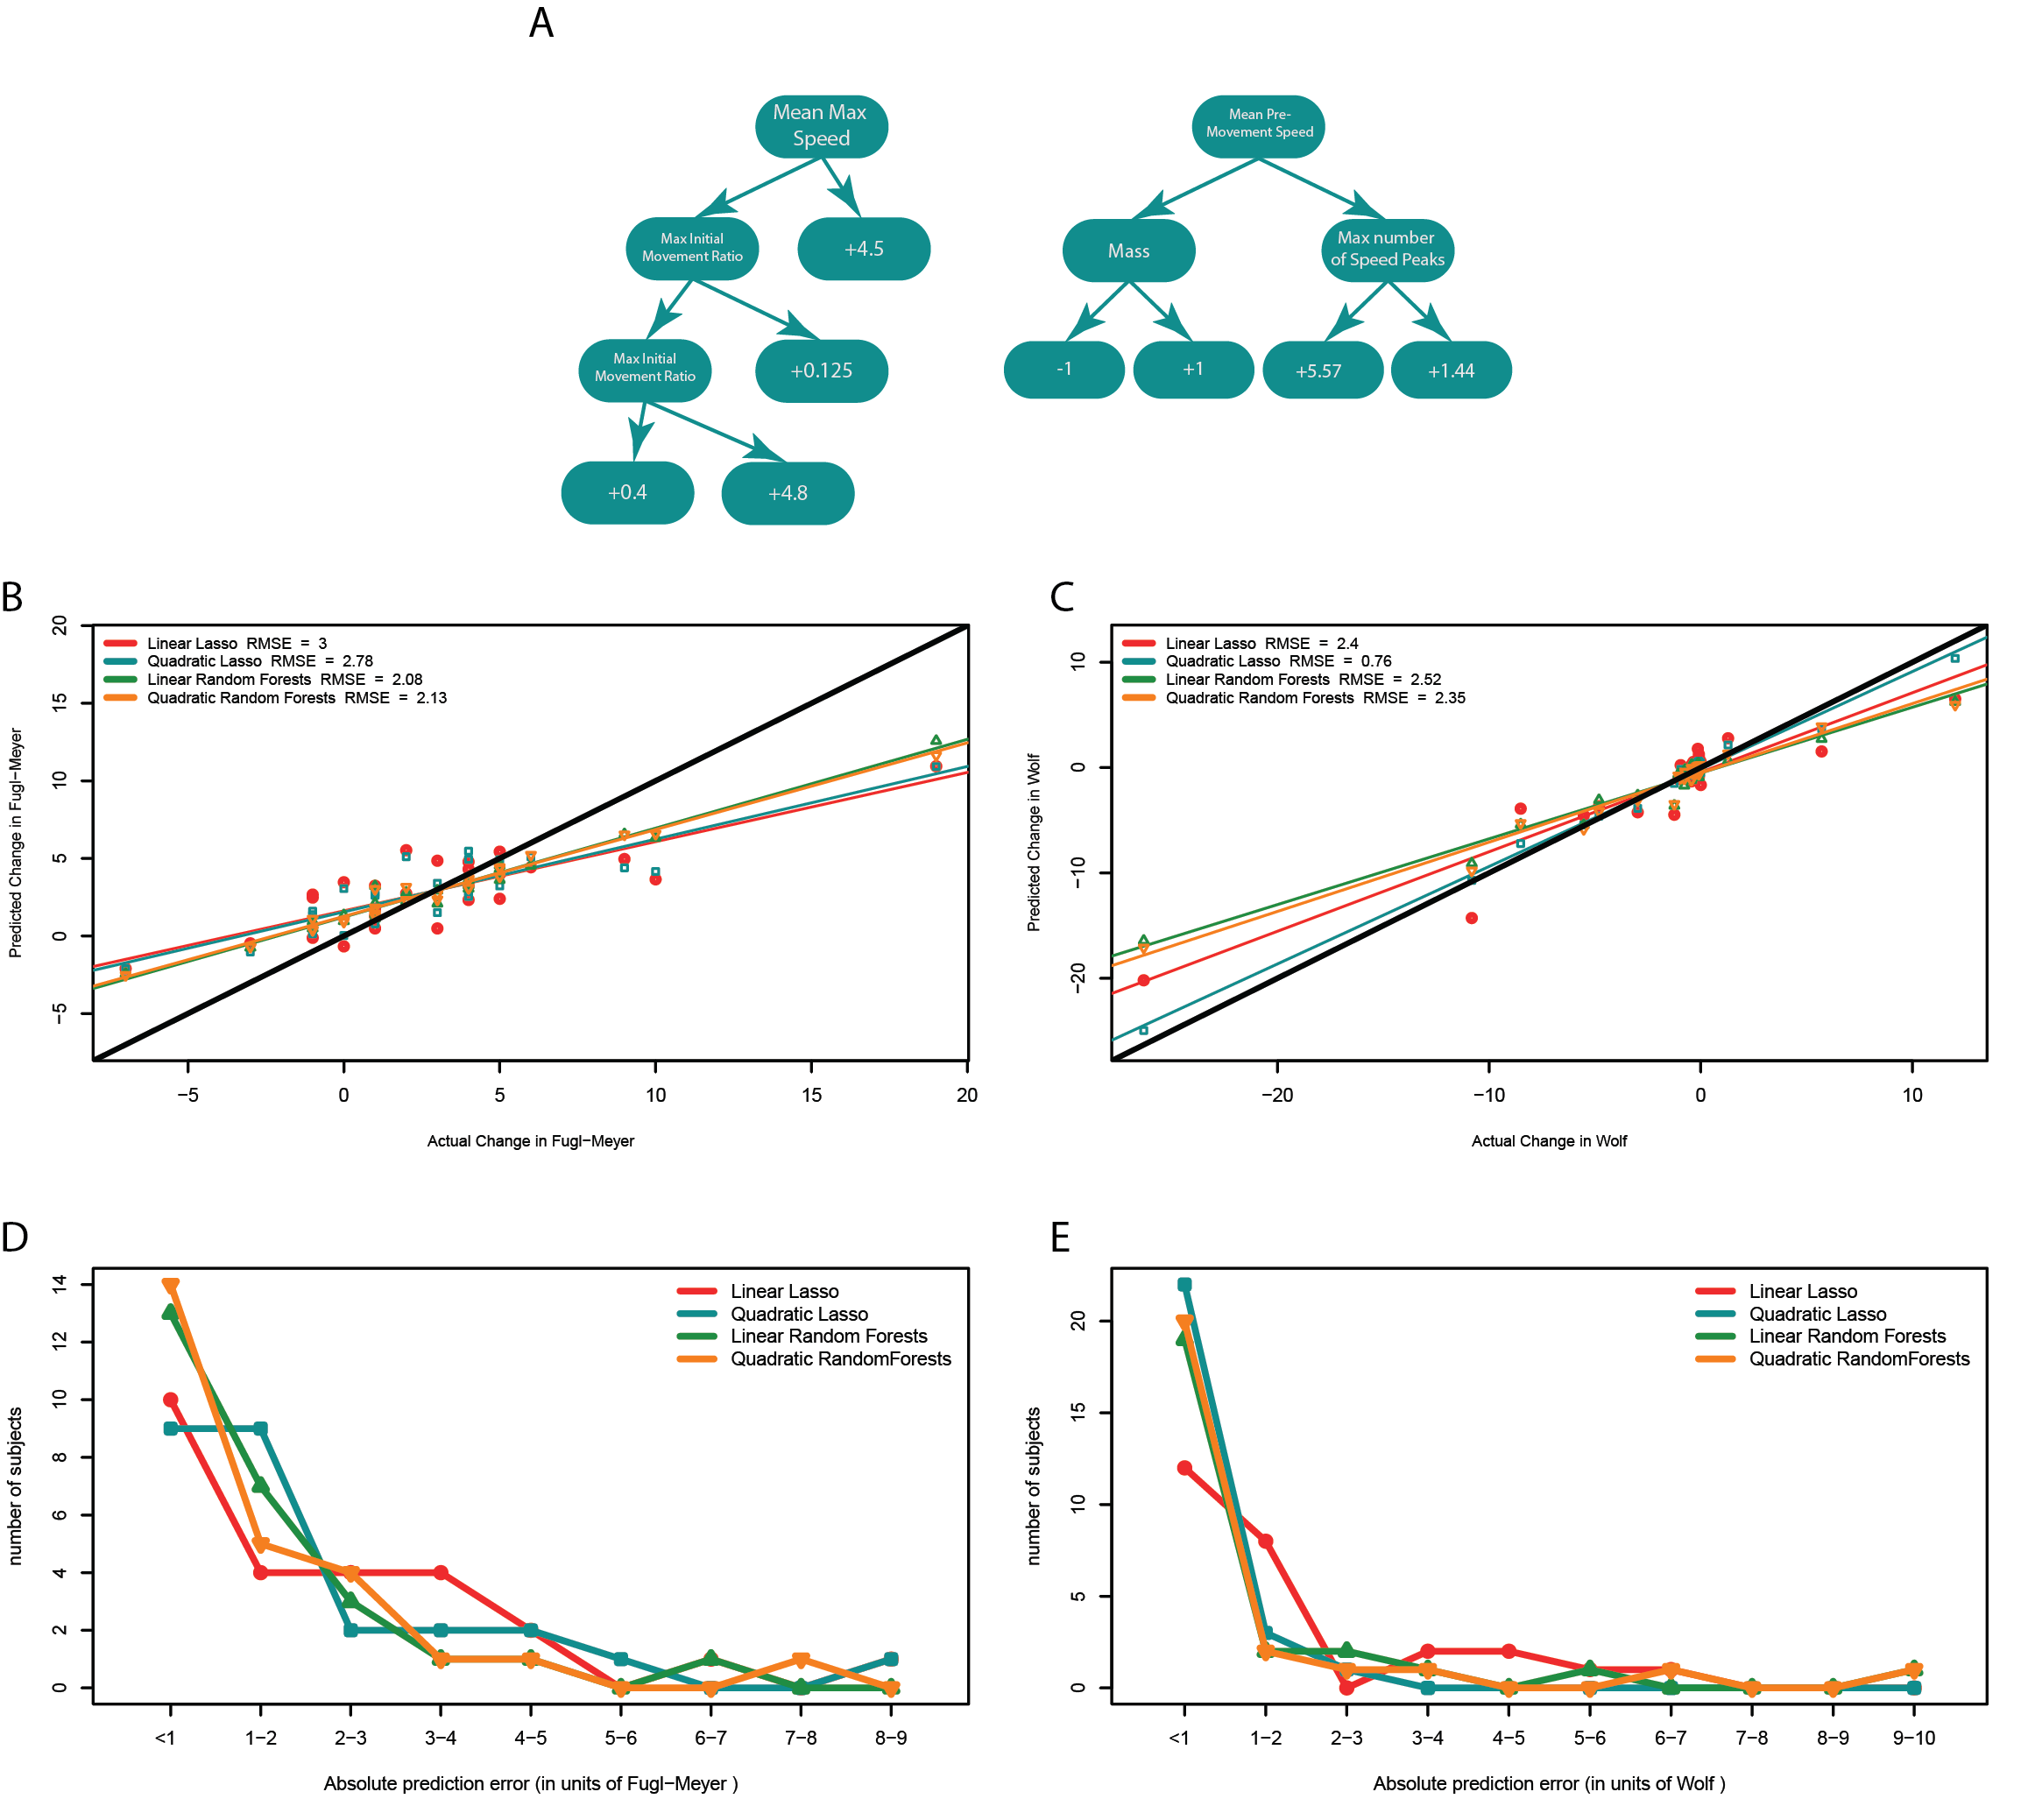 A
Mean Max
Speed
Mean Pre-
Movement Speed
Max Initial
Movement Ratio
+4.5
Mass
Max number
of Speed Peaks
Max Initial
Movement Ratio
+0.125
-1
+1
+5.57
+1.44
+0.4
+4.8
B
Linear Lasso RMSE = 3
Quadratic Lasso RMSE = 2.78
Linear Random Forests RMSE = 2.08
Quadratic Random Forests RMSE = 2.13
Predicted Change in Fugl−Meyer
20
15
10
5
0
−5
−5
0
5
10
15
20
Actual Change in Fugl−Meyer
C
Linear Lasso RMSE = 2.4
Quadratic Lasso RMSE = 0.76
Linear Random Forests RMSE = 2.52
Quadratic Random Forests RMSE = 2.35
Predicted Change in Wolf
10
0
−10
−20
−20
−10
0
10
Actual Change in Wolf
D
Linear Lasso
Quadratic Lasso
Linear Random Forests
Quadratic RandomForests
number of subjects
14
12
10
8
6
4
2
0
<1
1−2
2−3
3−4
4−5
5−6
6−7
7−8
8−9
Absolute prediction error (in units of Fugl−Meyer )
E
Linear Lasso
Quadratic Lasso
Linear Random Forests
Quadratic RandomForests
number of subjects
20
15
10
5
0
<1
1−2
2−3
3−4
4−5
5−6
6−7
7−8
8−9
9−10
Absolute prediction error (in units of Wolf )